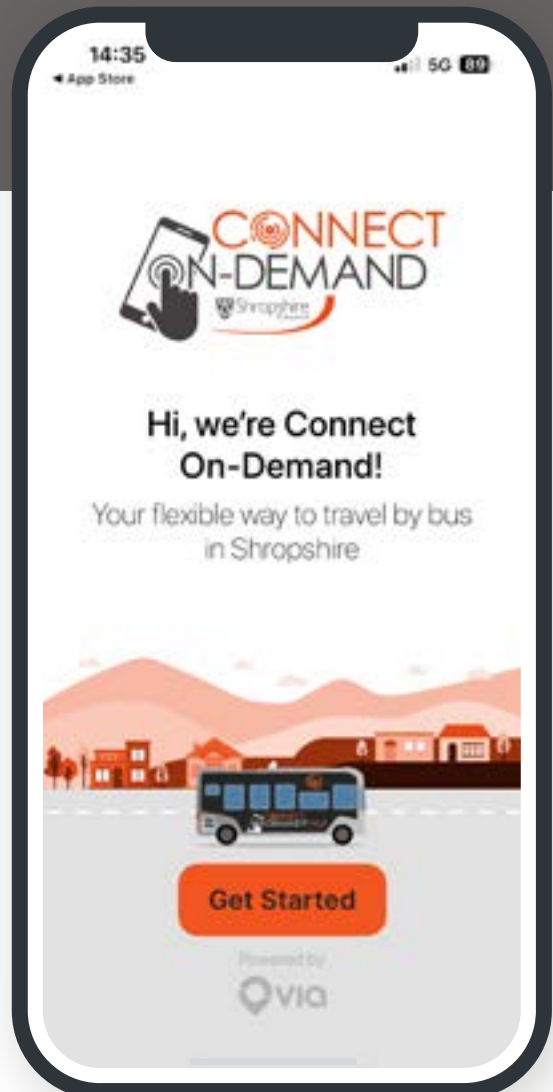 14:35
5G 89
◀ App Store
CONNECT
ON-DEMAND
Shropshire
Council
Hi, we're Connect
On-Demand!
Your flexible way to travel by bus
in Shropshire
Get Started
Powered by
via